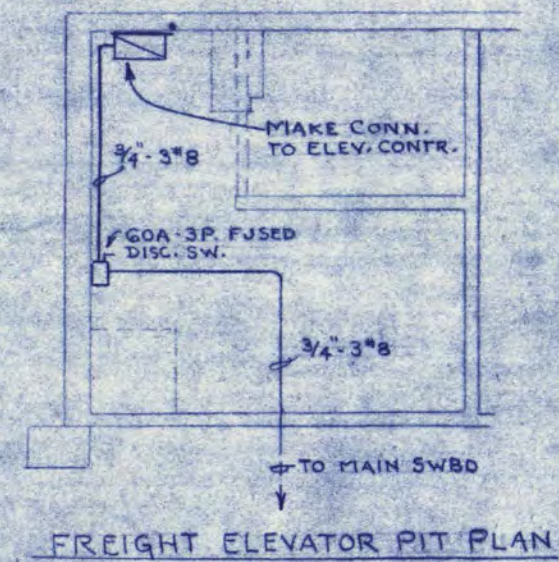 MAKE CONN.
TO ELEV. CONTR.
3/4" - 3#8
60A - 3P. FUSED
DISC. SW.
3/4" - 3#8
TO MAIN SWBD
FREIGHT ELEVATOR PIT PLAN